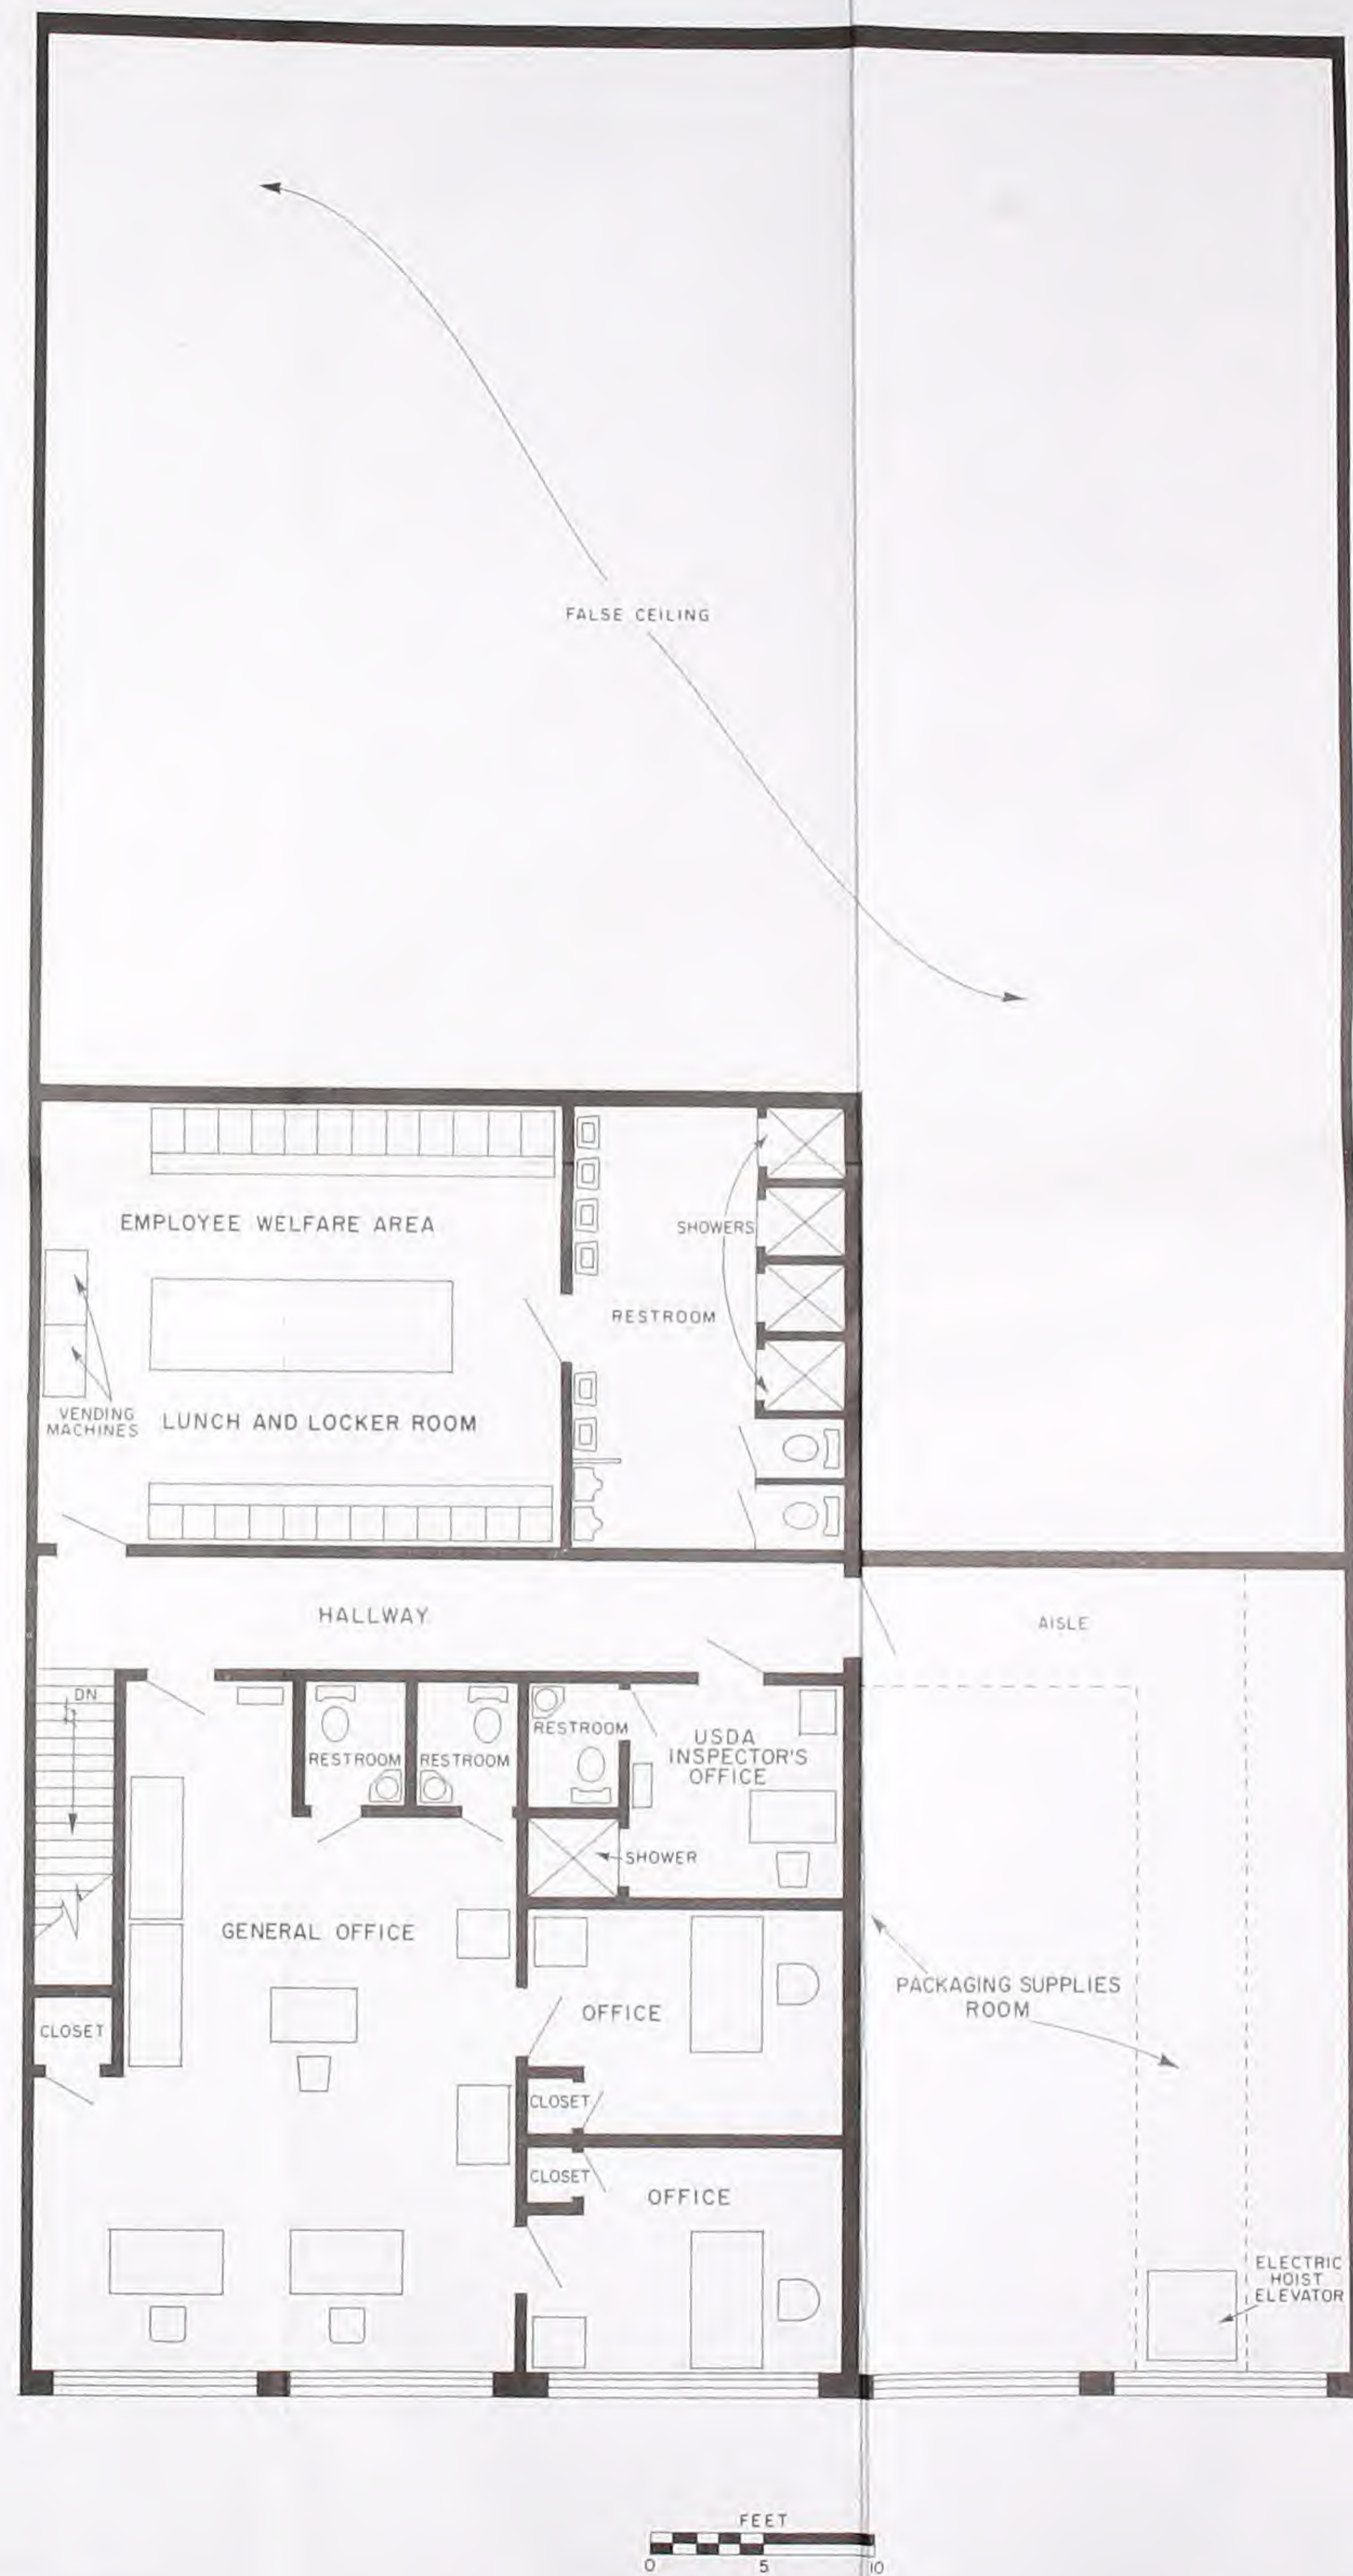 FALSE CEILING
EMPLOYEE WELFARE AREA
SHOWERS
RESTROOM
VENDING
MACHINES
LUNCH AND LOCKER ROOM
HALLWAY
AISLE
DN
RESTROOM
RESTROOM
RESTROOM
USDA
INSPECTOR'S
OFFICE
SHOWER
GENERAL OFFICE
PACKAGING SUPPLIES
ROOM
OFFICE
CLOSET
CLOSET
CLOSET
OFFICE
ELECTRIC
HOIST
ELEVATOR
FEET
0 5 10